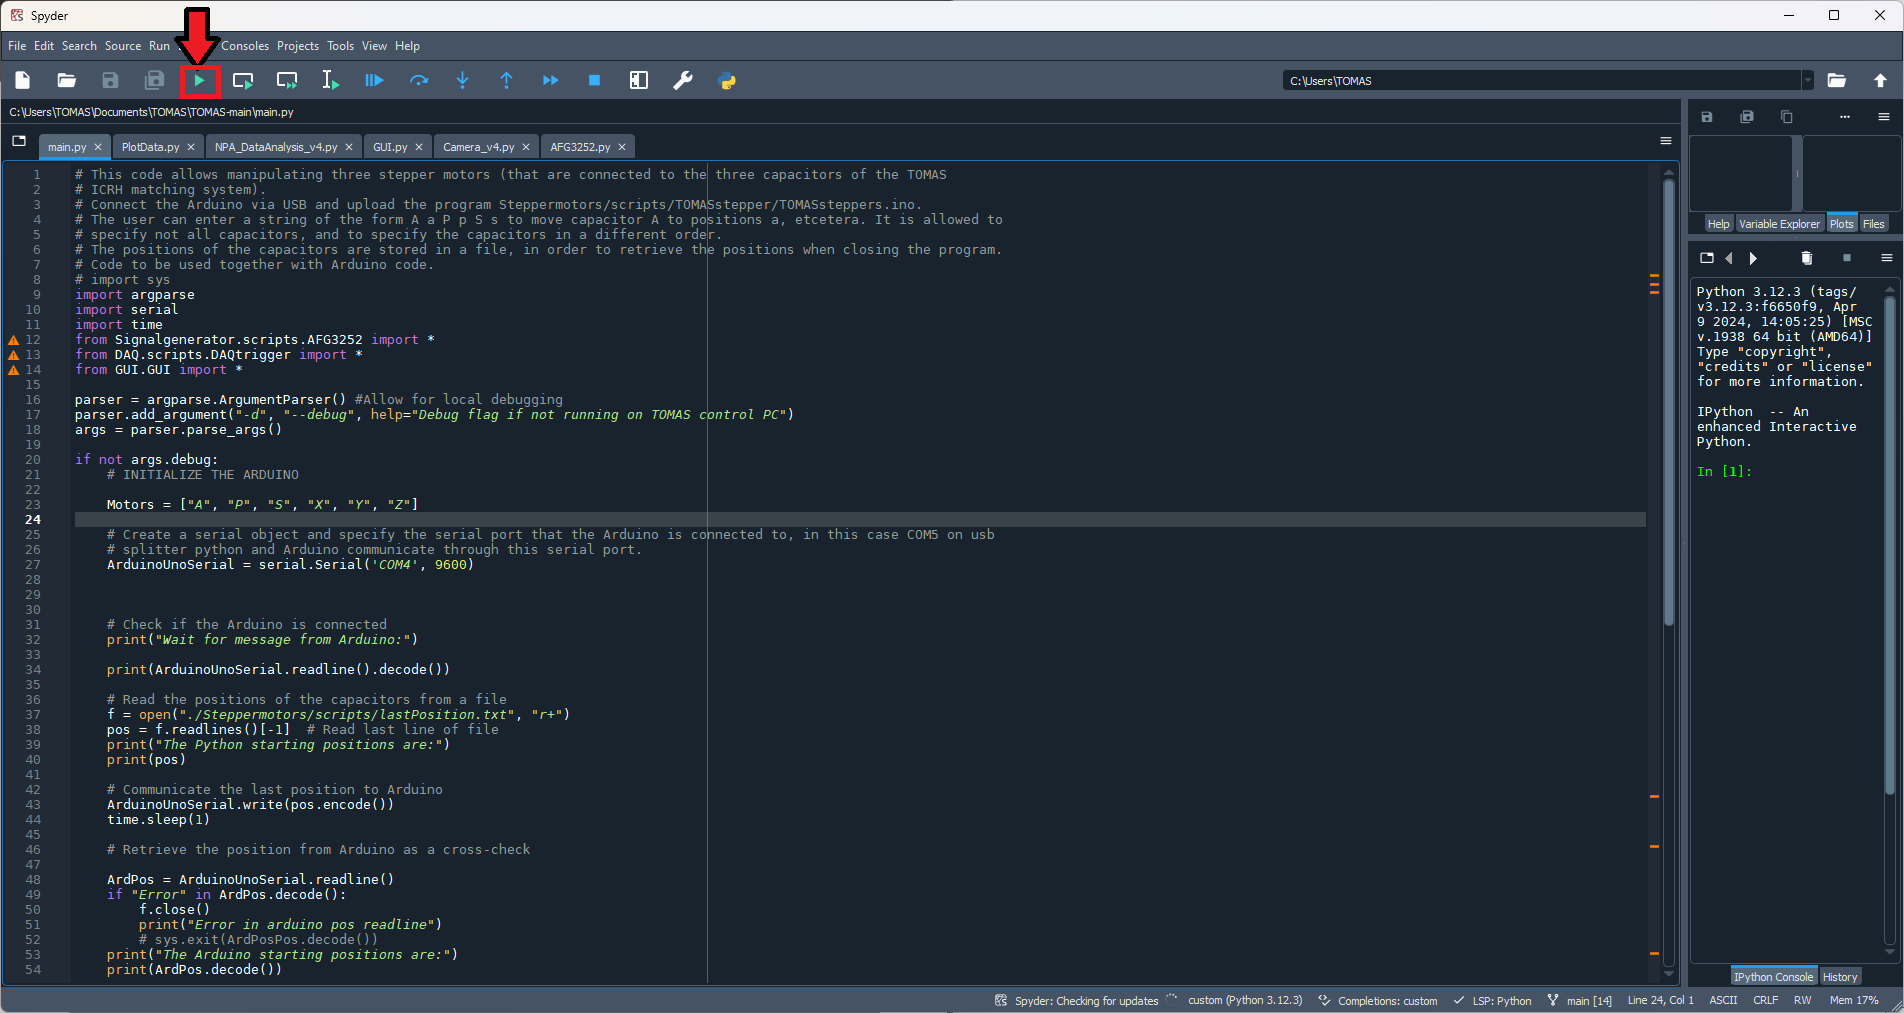 Spyder
File Edit Search Source Run Consoles Projects Tools View Help
C:\Users\TOMAS
C:\Users\TOMAS\Documents\TOMAS\TOMAS-main\main.py
main.py PlotData.py NPA_DataAnalysis_v4.py GUI.py Camera_v4.py AFG3252.py
1 # This code allows manipulating three stepper motors (that are connected to the three capacitors of the TOMAS
2 # ICRH matching system).
3 # Connect the Arduino via USB and upload the program Steppermotors/scripts/TOMASstepper/TOMASsteppers.ino.
4 # The user can enter a string of the form A a P p S s to move capacitor A to positions a, etcetera. It is allowed to
5 # specify not all capacitors, and to specify the capacitors in a different order.
6 # The positions of the capacitors are stored in a file, in order to retrieve the positions when closing the program.
7 # Code to be used together with Arduino code.
8 # import sys
9 import argparse
10 import serial
11 import time
12 from Signalgenerator.scripts.AFG3252 import *
13 from DAQ.scripts.DAQtrigger import *
14 from GUI.GUI import *
15
16 parser = argparse.ArgumentParser() #Allow for local debugging
17 parser.add_argument("-d", "--debug", help="Debug flag if not running on TOMAS control PC")
18 args = parser.parse_args()
19
20 if not args.debug:
21     # INITIALIZE THE ARDUINO
22
23     Motors = ["A", "P", "S", "X", "Y", "Z"]
24
25     # Create a serial object and specify the serial port that the Arduino is connected to, in this case COM5 on usb
26     # splitter python and Arduino communicate through this serial port.
27     ArduinoUnoSerial = serial.Serial('COM4', 9600)
28
29
30
31     # Check if the Arduino is connected
32     print("Wait for message from Arduino:")
33
34     print(ArduinoUnoSerial.readline().decode())
35
36     # Read the positions of the capacitors from a file
37     f = open("./Steppermotors/scripts/lastPosition.txt", "r+")
38     pos = f.readlines()[-1]  # Read last line of file
39     print("The Python starting positions are:")
40     print(pos)
41
42     # Communicate the last position to Arduino
43     ArduinoUnoSerial.write(pos.encode())
44     time.sleep(1)
45
46     # Retrieve the position from Arduino as a cross-check
47
48     ArdPos = ArduinoUnoSerial.readline()
49     if "Error" in ArdPos.decode():
50         f.close()
51         print("Error in arduino pos readline")
52         # sys.exit(ArdPosPos.decode())
53     print("The Arduino starting positions are:")
54     print(ArdPos.decode())
Help Variable Explorer Plots Files
Python 3.12.3 (tags/
v3.12.3:f6650f9, Apr
9 2024, 14:05:25) [MSC
v.1938 64 bit (AMD64)]
Type "copyright",
"credits" or "license"
for more information.
IPython  -- An
enhanced Interactive
Python.
In [1]:
IPython Console History
Spyder: Checking for updates custom (Python 3.12.3) Completions: custom LSP: Python main [14] Line 24, Col 1 ASCII CRLF RW Mem 17%